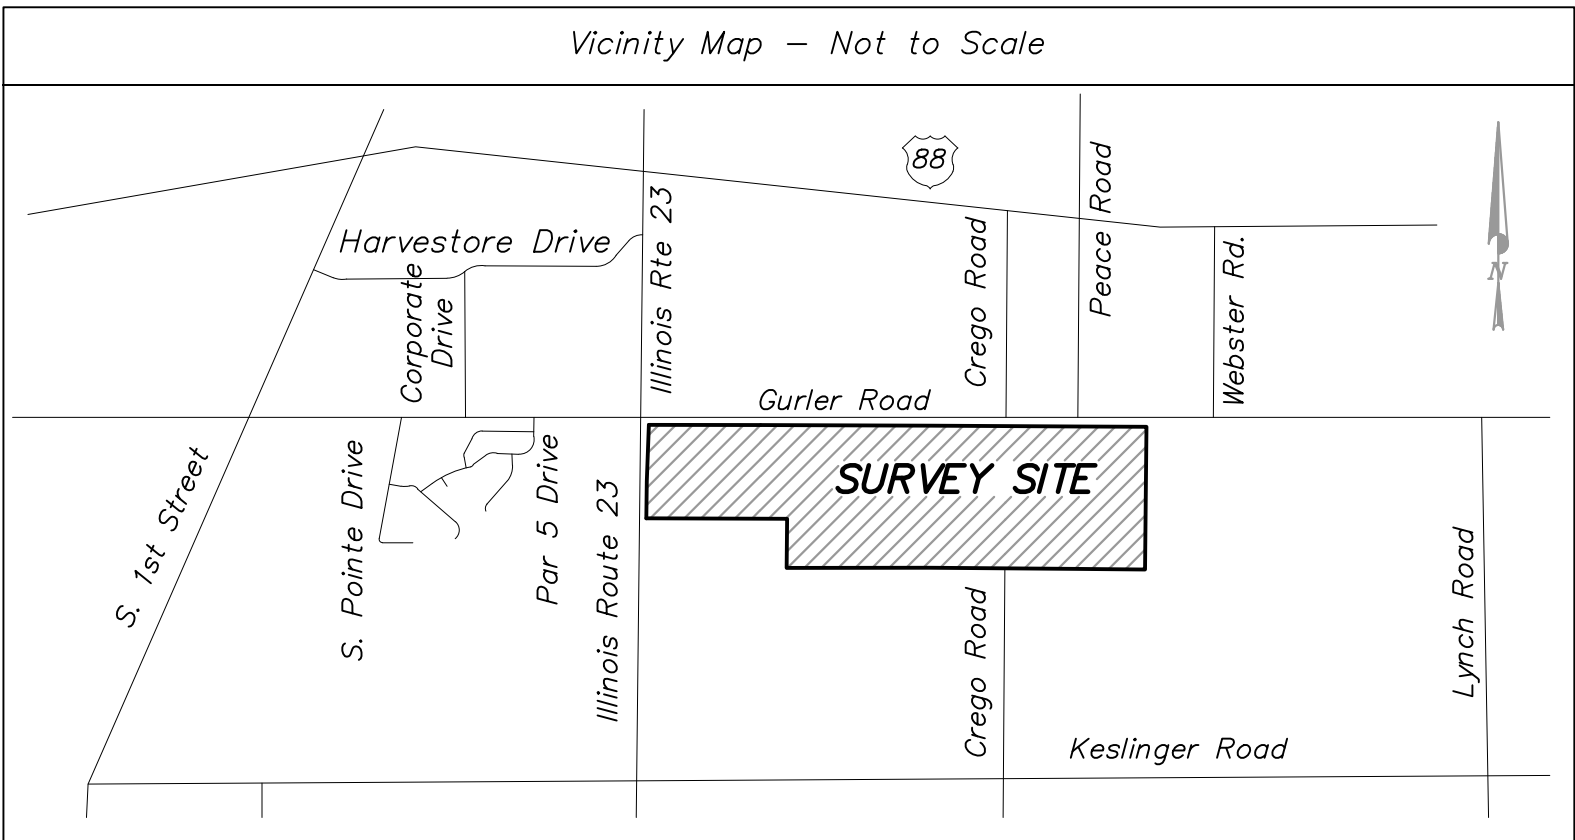 Vicinity Map – Not to Scale
88
Peace Road
Illinois Rte 23
Harvestore Drive
Crego Road
Webster Rd.
N
Corporate
Drive
Gurler Road
S. 1st Street
S. Pointe Drive
Par 5 Drive
Illinois Route 23
SURVEY SITE
Lynch Road
Crego Road
Keslinger Road